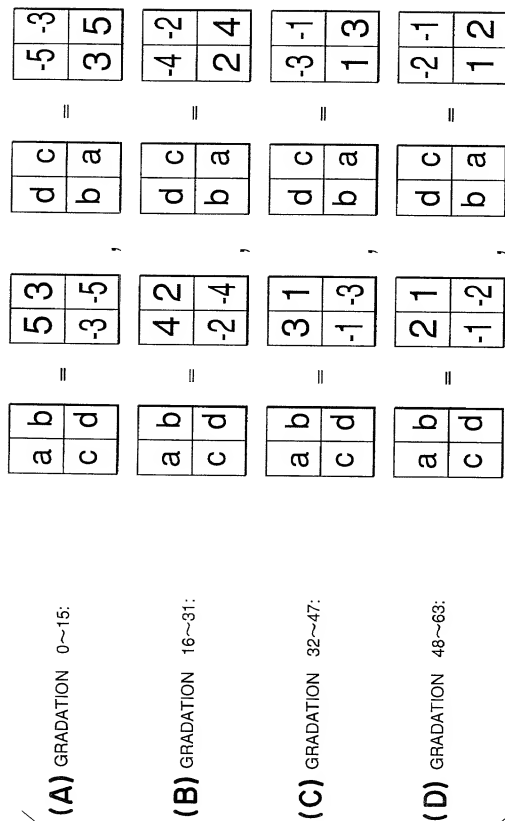 a b 5 3 d c -5 -3
(A) GRADATION 0~15: = , =
c d -3 -5 b a 3 5
a b 4 2 d c -4 -2
(B) GRADATION 16~31: = , =
c d -2 -4 b a 2 4
a b 3 1 d c -3 -1
(C) GRADATION 32~47: = , =
c d -1 -3 b a 1 3
a b 2 1 d c -2 -1
(D) GRADATION 48~63: = , =
c d -1 -2 b a 1 2